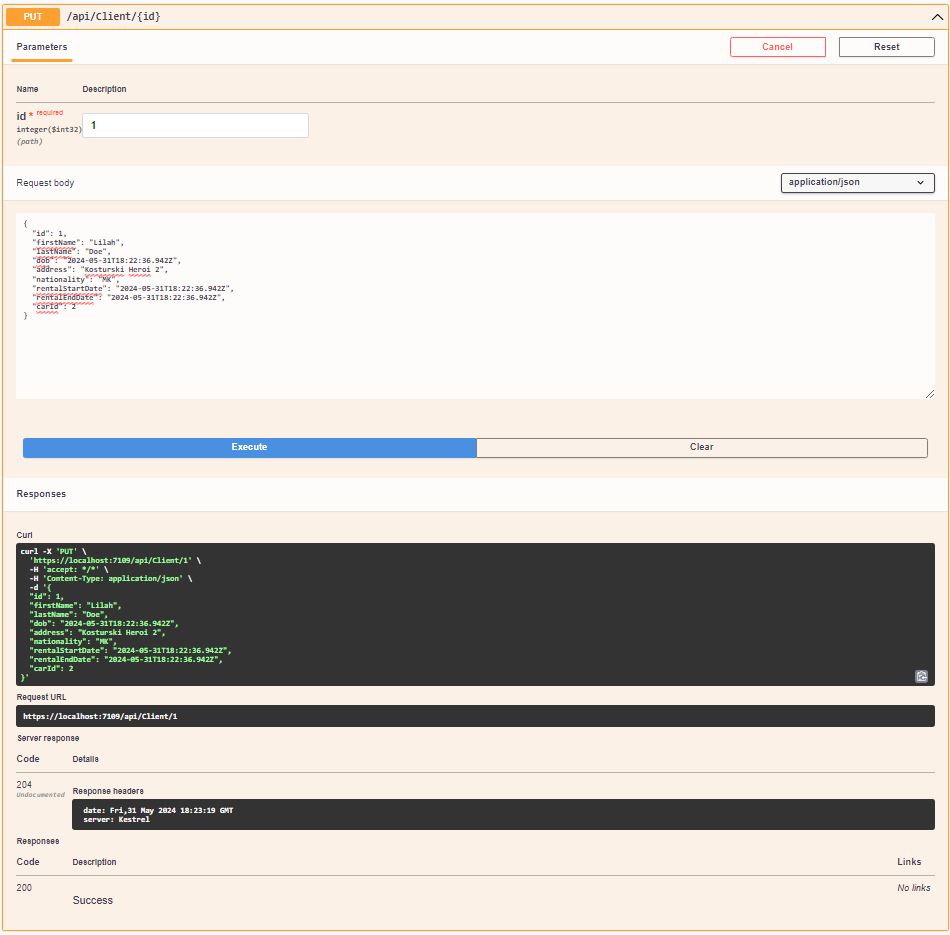 PUT /api/Client/{id}
Parameters
Cancel
Reset
Name Description
id * required
integer($int32)
(path)
1
Request body
application/json
{
"id": 1,
"firstName": "Lilah",
"lastName": "Doe",
"dob": "2024-05-31T18:22:36.942Z",
"address": "Kosturski Heroi 2",
"nationality": "MK",
"rentalStartDate": "2024-05-31T18:22:36.942Z",
"rentalEndDate": "2024-05-31T18:22:36.942Z",
"carId": 2
}
Execute
Clear
Responses
Curl
curl -X 'PUT' \
'https://localhost:7109/api/Client/1' \
-H 'accept: */*' \
-H 'Content-Type: application/json' \
-d '{
"id": 1,
"firstName": "Lilah",
"lastName": "Doe",
"dob": "2024-05-31T18:22:36.942Z",
"address": "Kosturski Heroi 2",
"nationality": "MK",
"rentalStartDate": "2024-05-31T18:22:36.942Z",
"rentalEndDate": "2024-05-31T18:22:36.942Z",
"carId": 2
}'
Request URL
https://localhost:7109/api/Client/1
Server response
Code Details
204
Undocumented
Response headers
date: Fri,31 May 2024 18:23:19 GMT
server: Kestrel
Responses
Code Description Links
200
Success
No links